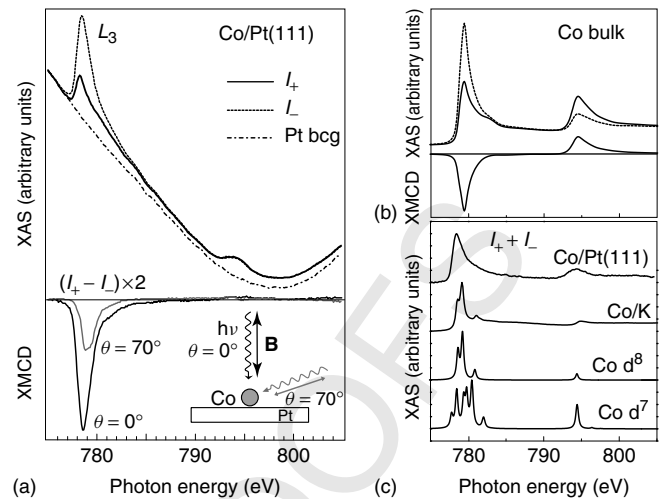 L₃
Co/Pt(111)
I₊
I₋
Pt bcg
XAS (arbitrary units)
(I₊ − I₋)×2
θ = 70°
θ = 0°
hν
θ = 0°
B
θ = 70°
Co
Pt
XMCD
780 790 800
(a)
Photon energy (eV)
Co bulk
XAS (arbitrary units)
XMCD
(b)
I₊ + I₋
Co/Pt(111)
Co/K
Co d⁸
Co d⁷
XAS (arbitrary units)
780 790 800
(c)
Photon energy (eV)